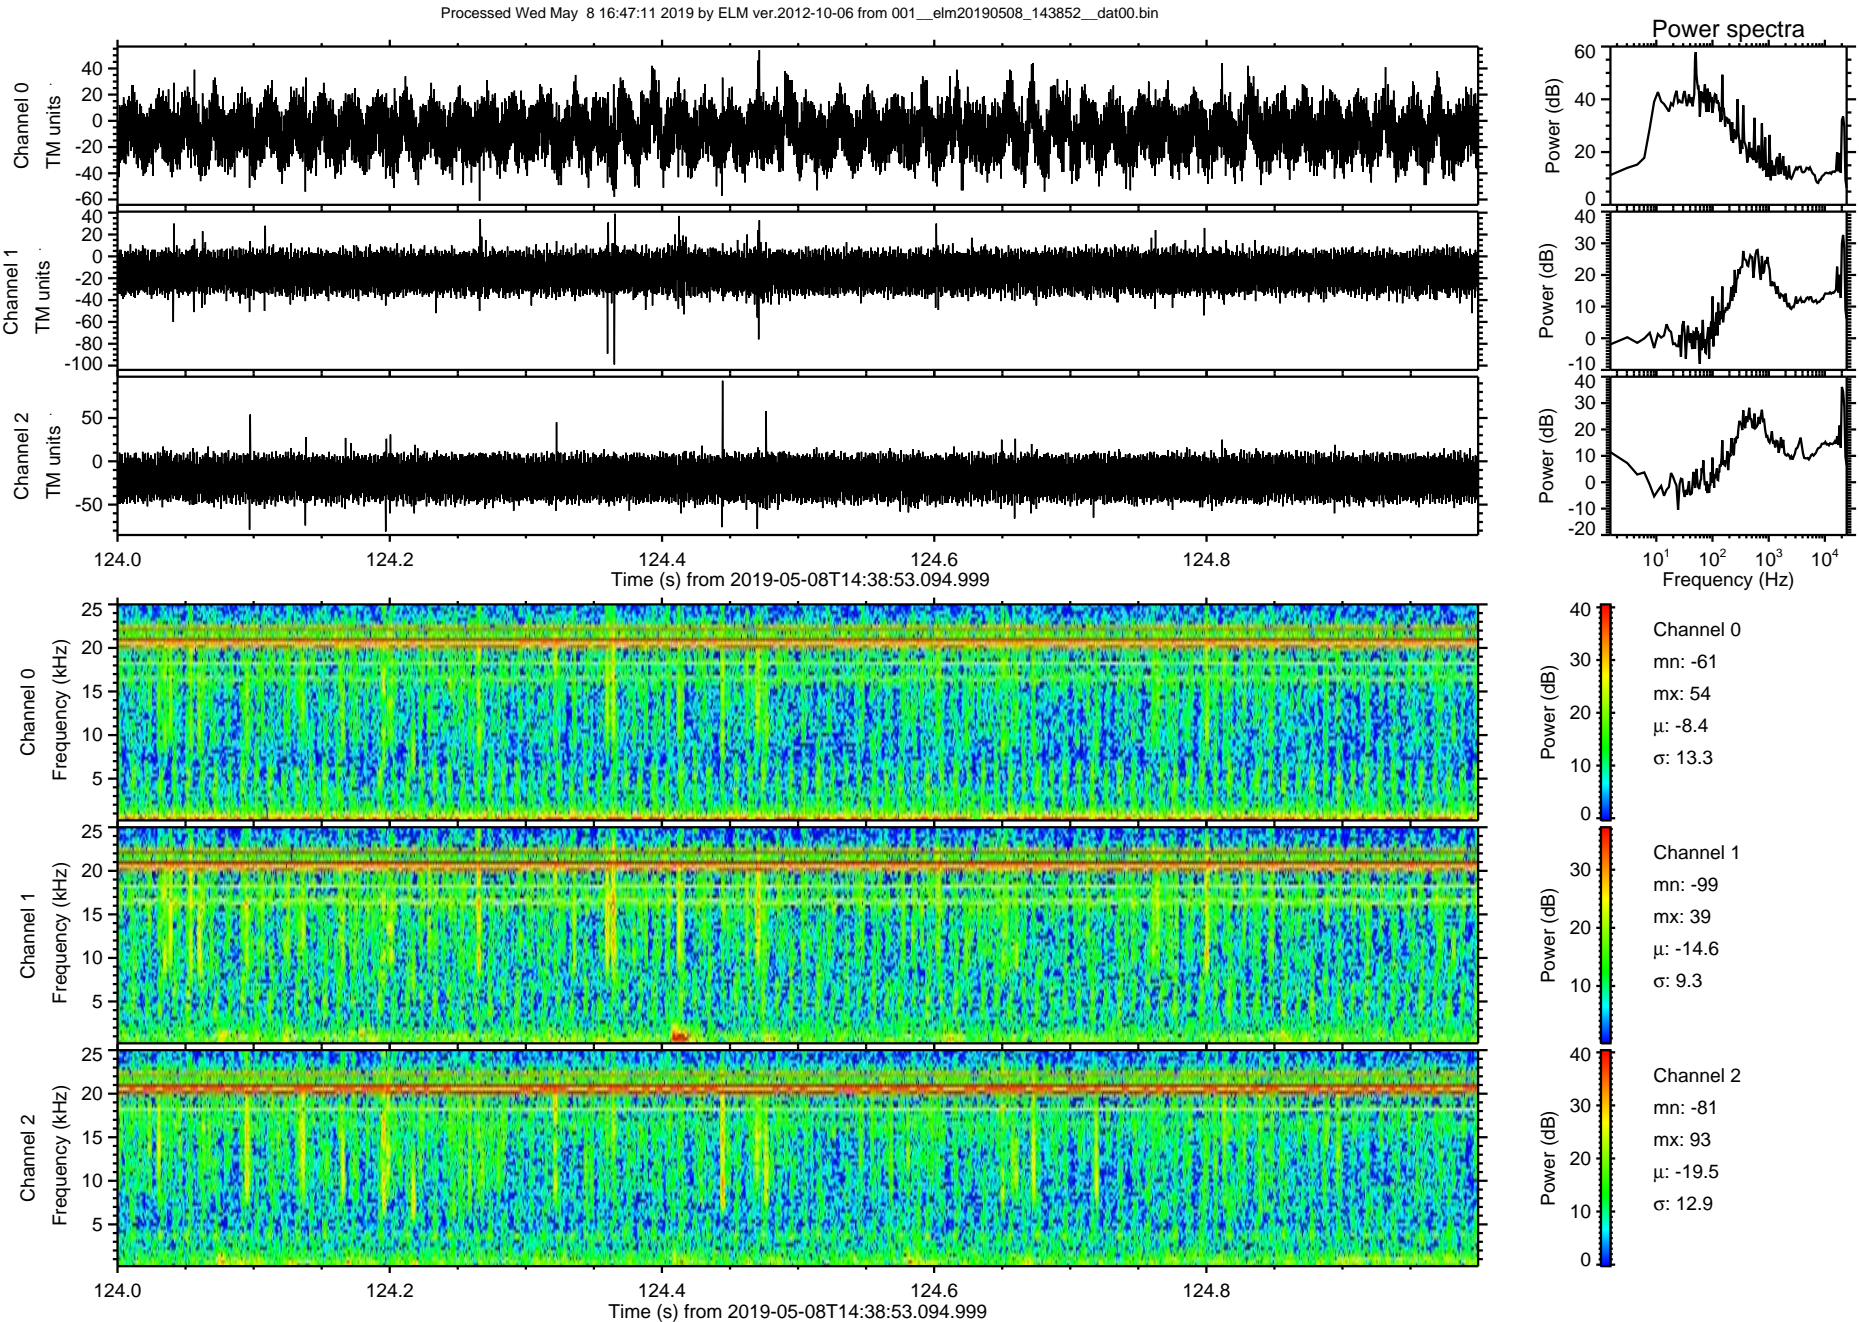 Processed Wed May  8 16:47:11 2019 by ELM ver.2012-10-06 from 001__elm20190508_143852__dat00.bin
Power spectra
Channel 0
TM units
40
20
0
-20
-40
-60
Power (dB)
60
40
20
0
Channel 1
TM units
40
20
0
-20
-40
-60
-80
-100
Power (dB)
40
30
20
10
0
-10
Channel 2
TM units
50
0
-50
Power (dB)
40
30
20
10
0
-10
-20
124.0 124.2 124.4 124.6 124.8
Time (s) from 2019-05-08T14:38:53.094.999
10^1 10^2 10^3 10^4
Frequency (Hz)
Channel 0
Frequency (kHz)
25
20
15
10
5
Power (dB)
40
30
20
10
0
Channel 0
mn: -61
mx: 54
μ: -8.4
σ: 13.3
Channel 1
Frequency (kHz)
25
20
15
10
5
Power (dB)
30
20
10
Channel 1
mn: -99
mx: 39
μ: -14.6
σ: 9.3
Channel 2
Frequency (kHz)
25
20
15
10
5
Power (dB)
40
30
20
10
0
Channel 2
mn: -81
mx: 93
μ: -19.5
σ: 12.9
124.0 124.2 124.4 124.6 124.8
Time (s) from 2019-05-08T14:38:53.094.999